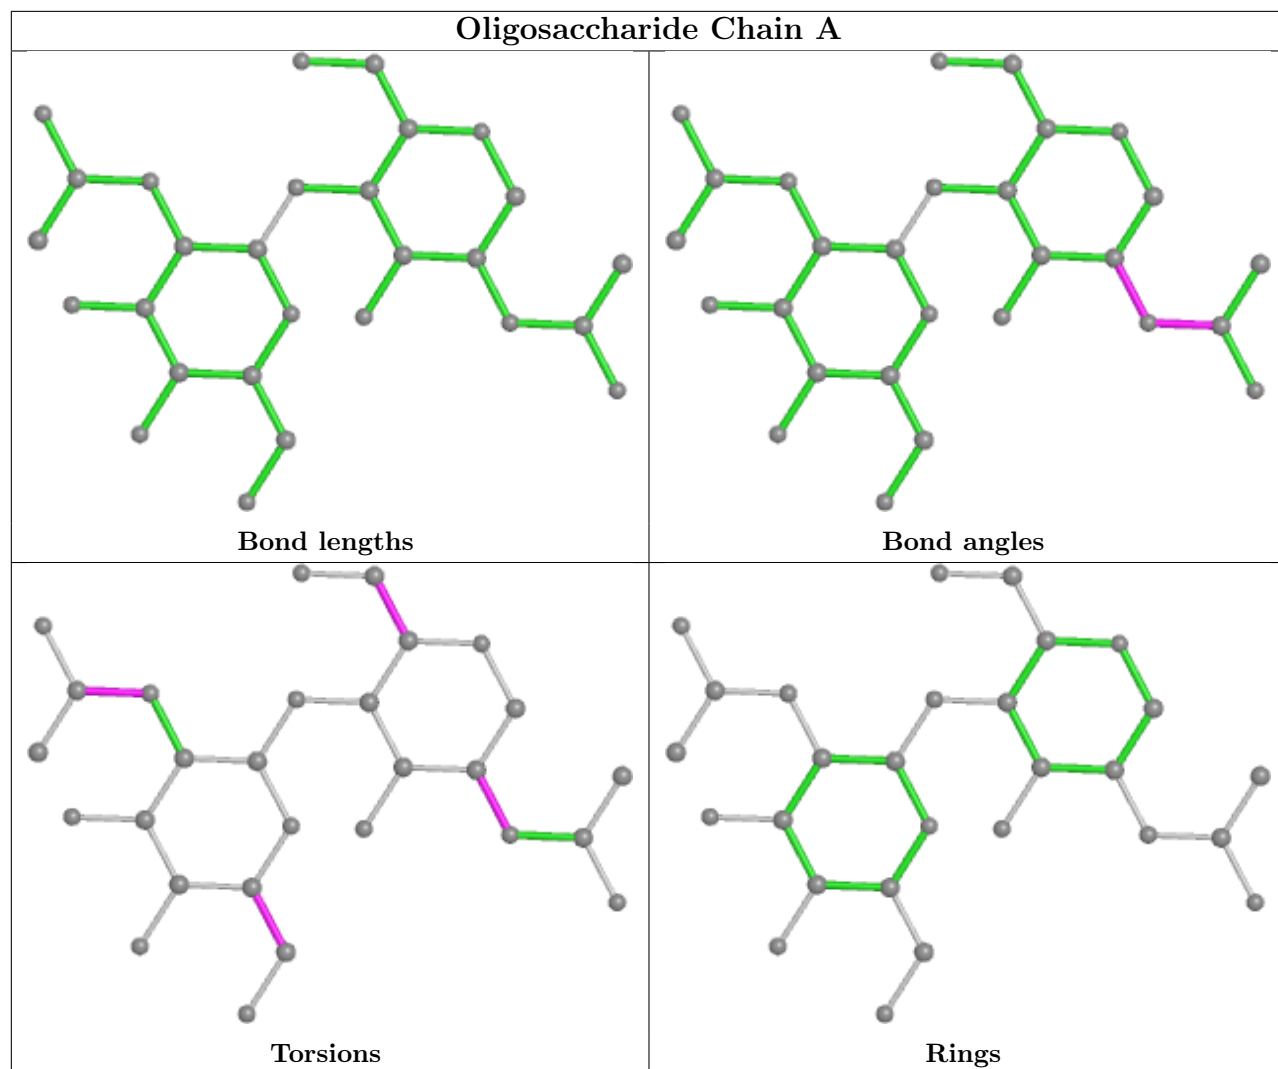 Oligosaccharide Chain A
Bond lengths
Bond angles
Torsions
Rings